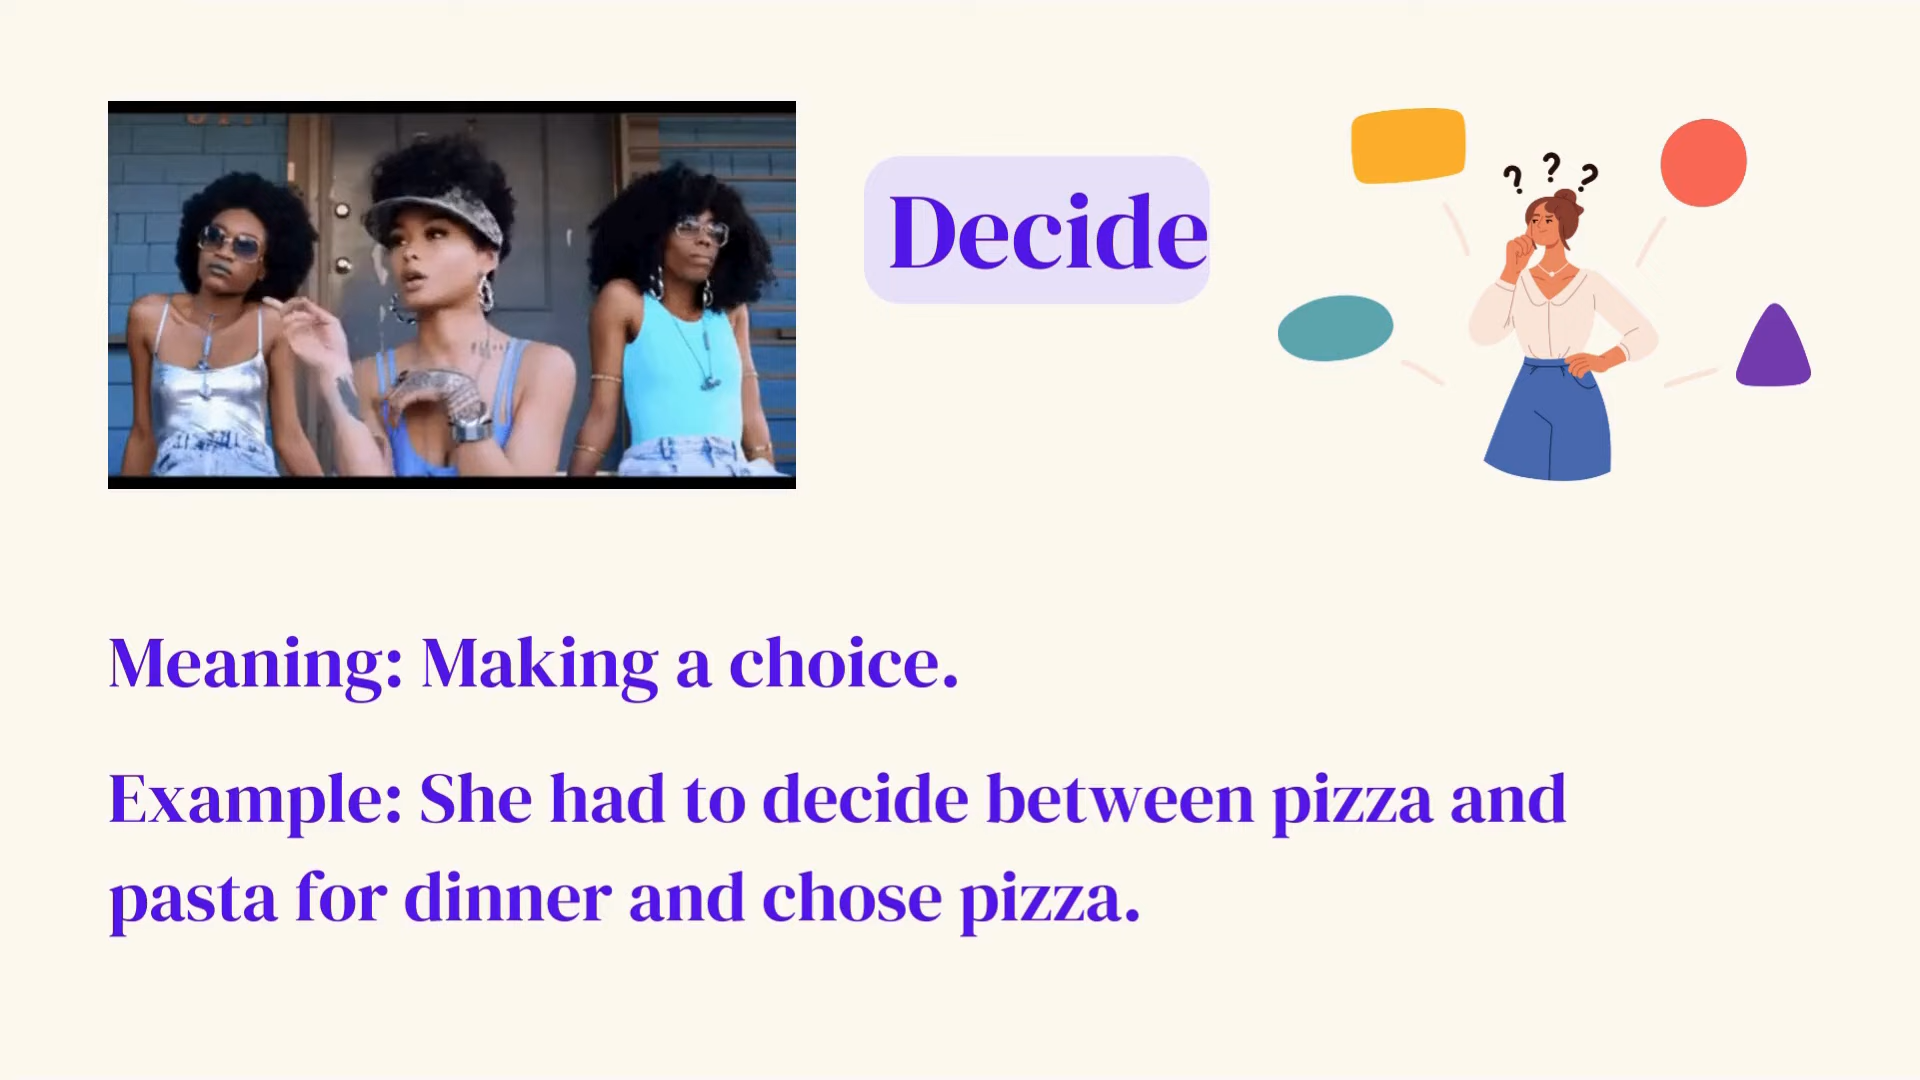 Decide
? ? ?
Meaning: Making a choice.
Example: She had to decide between pizza and
pasta for dinner and chose pizza.